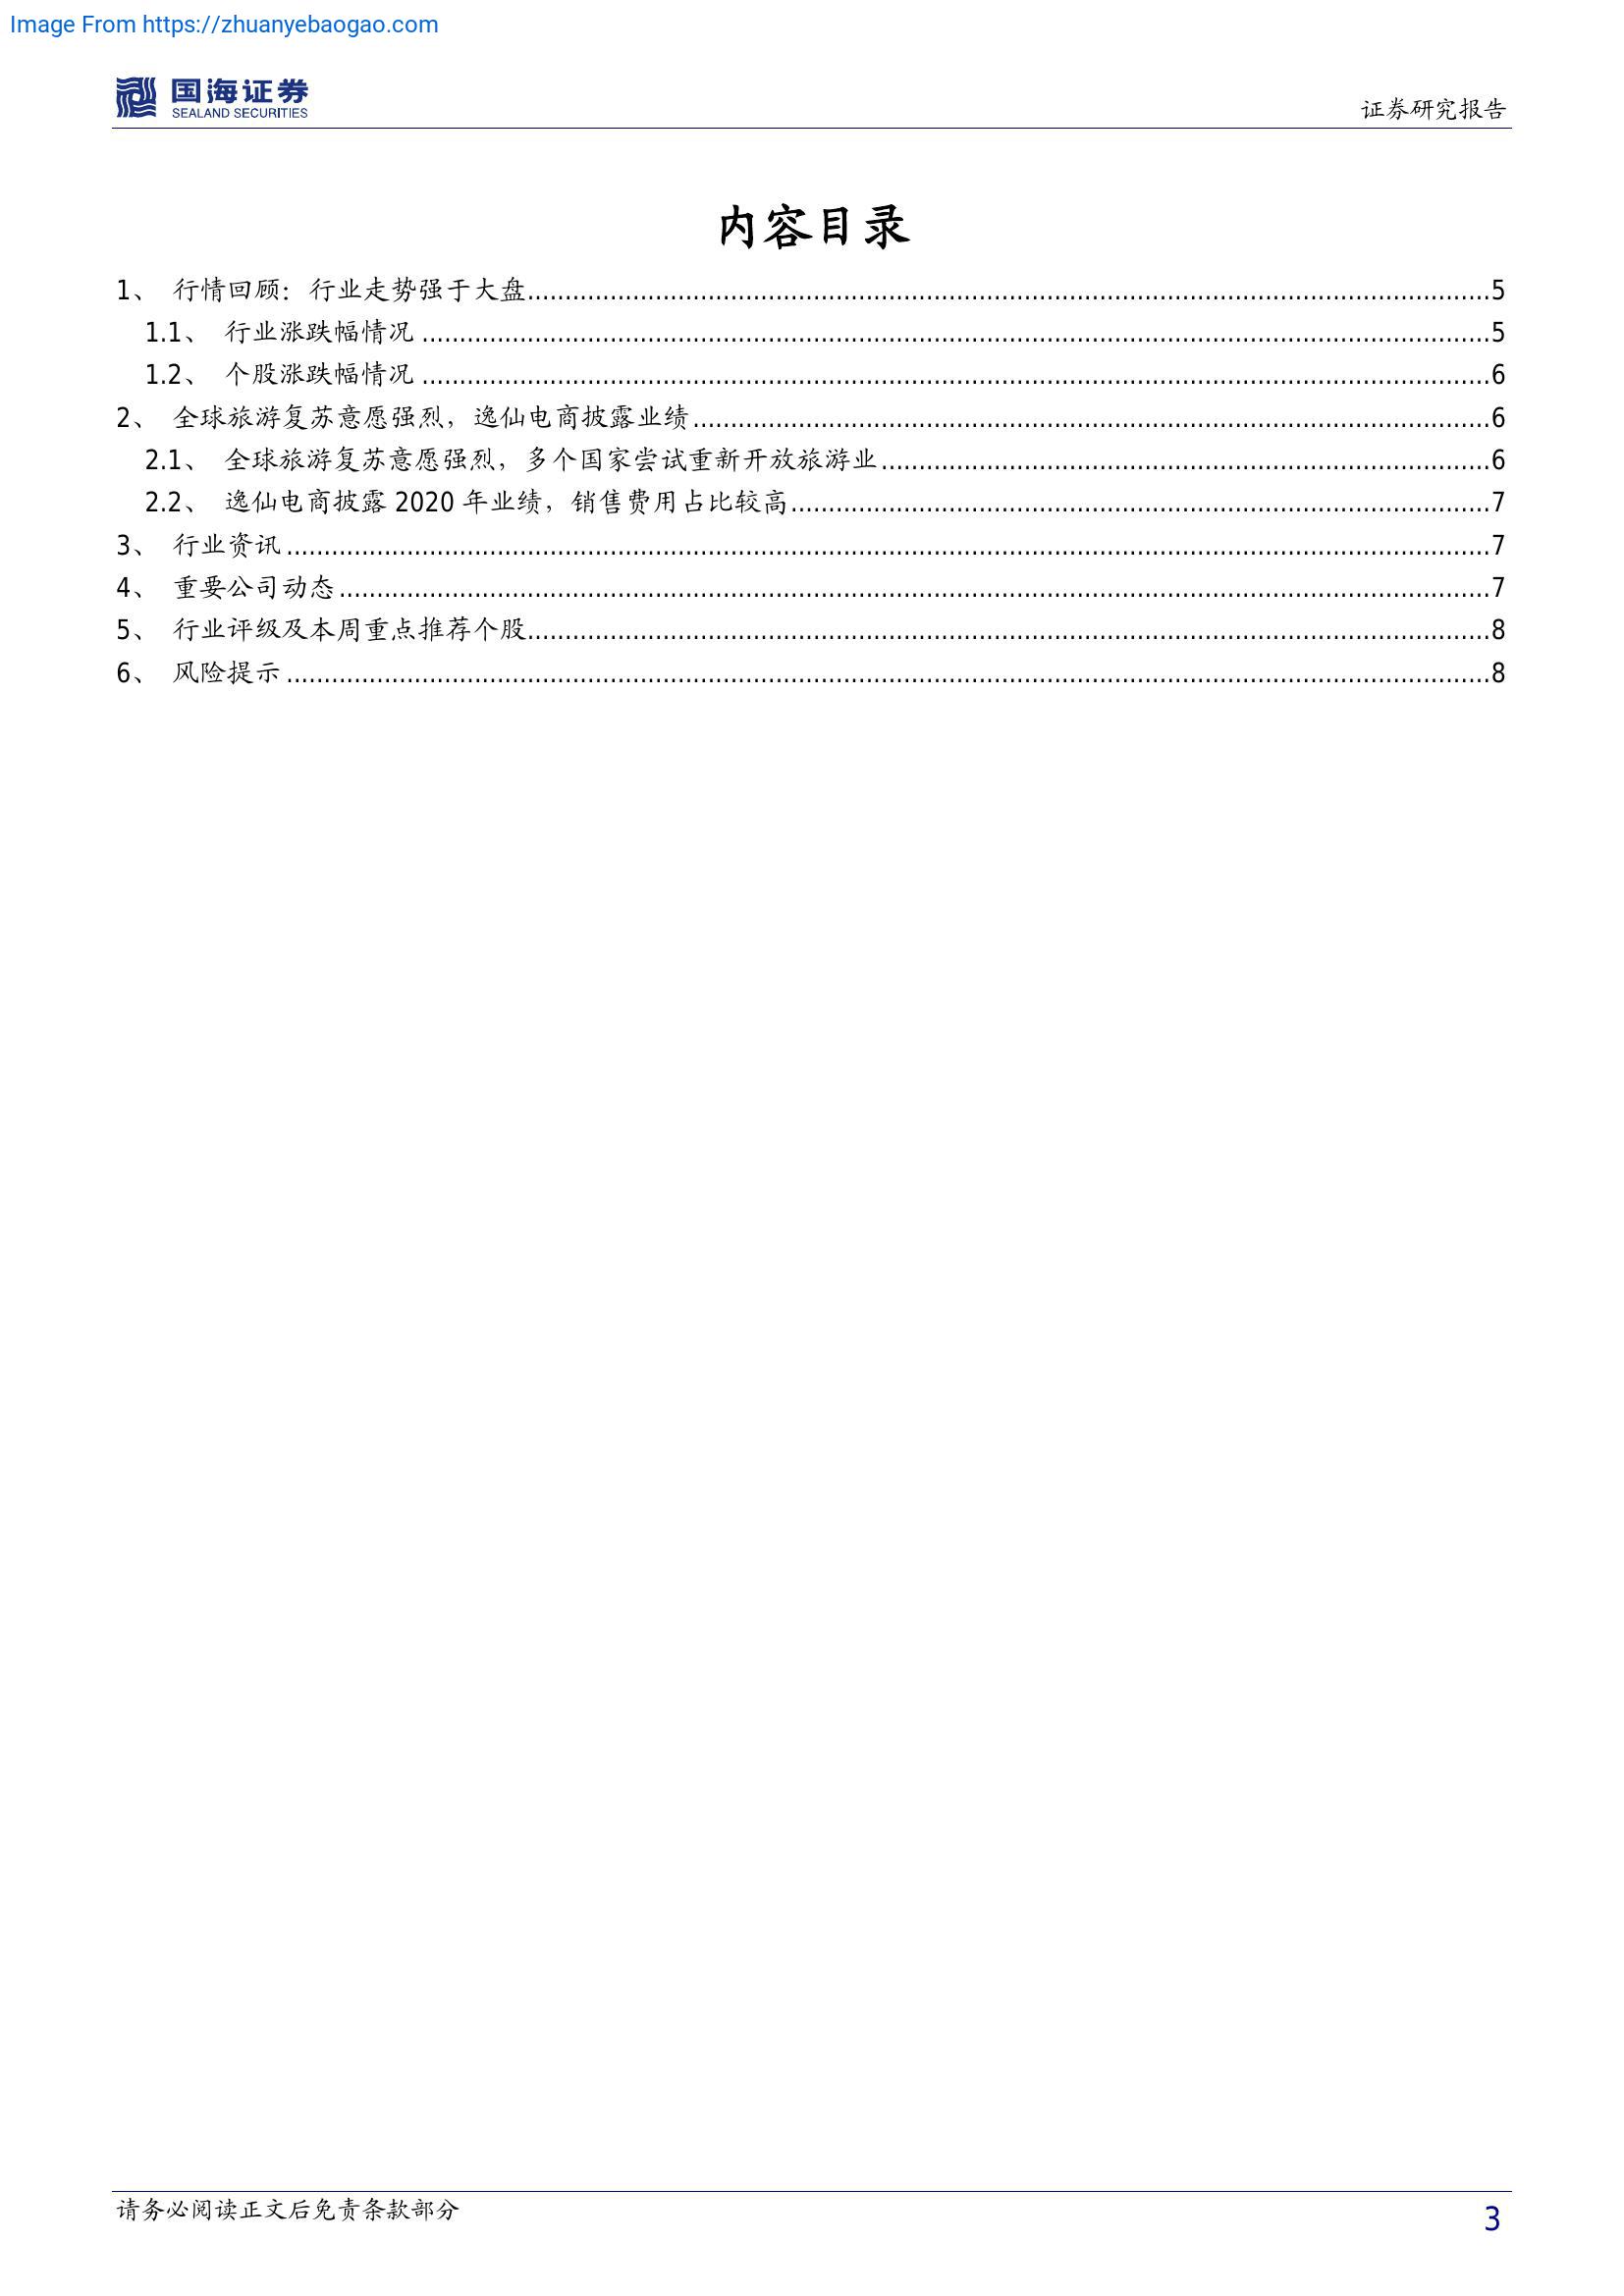 Image From https://zhuanyebaogao.com
国海证券
SEALAND SECURITIES
证券研究报告
内容目录
1、 行情回顾：行业走势强于大盘........................5
1.1、 行业涨跌幅情况........................5
1.2、 个股涨跌幅情况........................6
2、 全球旅游复苏意愿强烈，逸仙电商披露业绩........................6
2.1、 全球旅游复苏意愿强烈，多个国家尝试重新开放旅游业........................6
2.2、 逸仙电商披露 2020 年业绩，销售费用占比较高........................7
3、 行业资讯........................7
4、 重要公司动态........................7
5、 行业评级及本周重点推荐个股........................8
6、 风险提示........................8
请务必阅读正文后免责条款部分
3